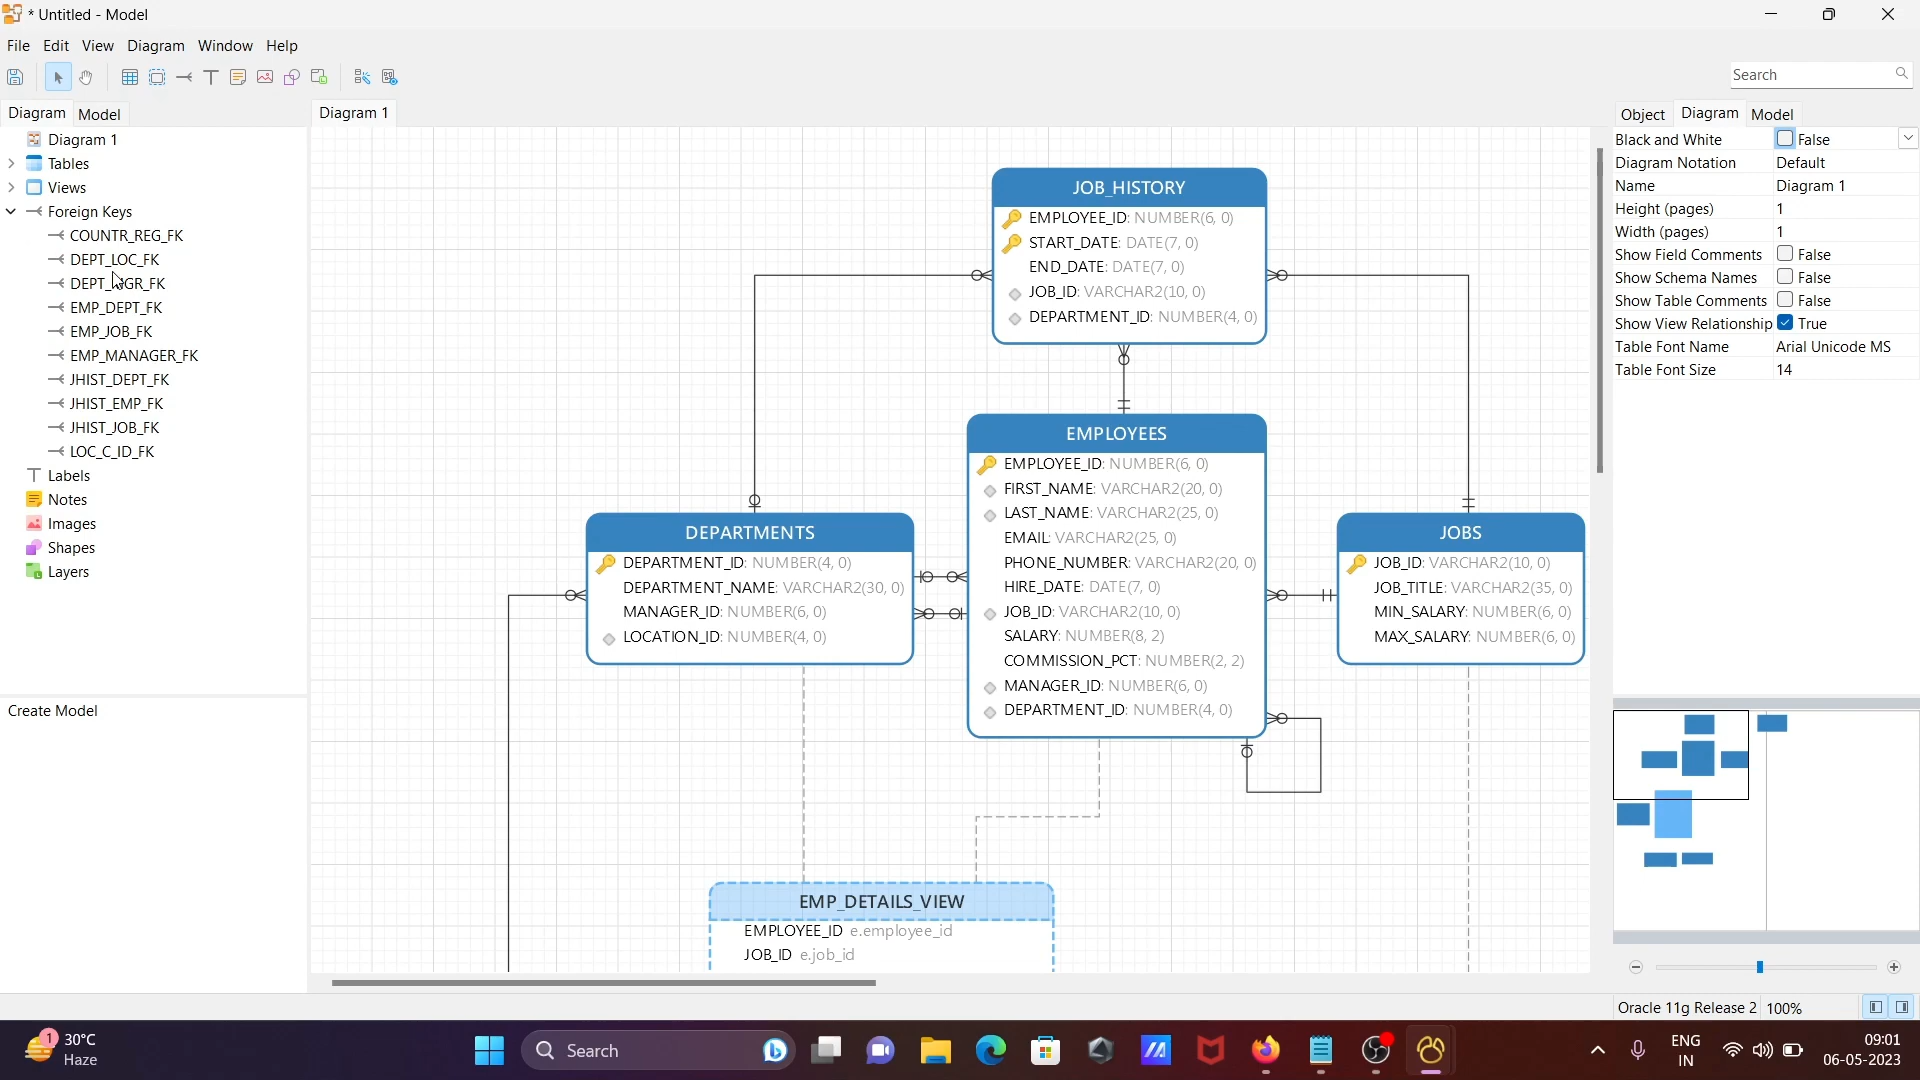 * Untitled - Model
File Edit View Diagram Window Help
Search
Diagram Model
Diagram 1
Tables
Views
Foreign Keys
COUNTR_REG_FK
DEPT_LOC_FK
DEPT_MGR_FK
EMP_DEPT_FK
EMP_JOB_FK
EMP_MANAGER_FK
JHIST_DEPT_FK
JHIST_EMP_FK
JHIST_JOB_FK
LOC_C_ID_FK
Labels
Notes
Images
Shapes
Layers
Create Model
Diagram 1
JOB_HISTORY
EMPLOYEE_ID: NUMBER(6, 0)
START_DATE: DATE(7, 0)
END_DATE: DATE(7, 0)
JOB_ID: VARCHAR2(10, 0)
DEPARTMENT_ID: NUMBER(4, 0)
DEPARTMENTS
DEPARTMENT_ID: NUMBER(4, 0)
DEPARTMENT_NAME: VARCHAR2(30, 0)
MANAGER_ID: NUMBER(6, 0)
LOCATION_ID: NUMBER(4, 0)
EMPLOYEES
EMPLOYEE_ID: NUMBER(6, 0)
FIRST_NAME: VARCHAR2(20, 0)
LAST_NAME: VARCHAR2(25, 0)
EMAIL: VARCHAR2(25, 0)
PHONE_NUMBER: VARCHAR2(20, 0)
HIRE_DATE: DATE(7, 0)
JOB_ID: VARCHAR2(10, 0)
SALARY: NUMBER(8, 2)
COMMISSION_PCT: NUMBER(2, 2)
MANAGER_ID: NUMBER(6, 0)
DEPARTMENT_ID: NUMBER(4, 0)
JOBS
JOB_ID: VARCHAR2(10, 0)
JOB_TITLE: VARCHAR2(35, 0)
MIN_SALARY: NUMBER(6, 0)
MAX_SALARY: NUMBER(6, 0)
EMP_DETAILS_VIEW
EMPLOYEE_ID e.employee_id
JOB_ID e.job_id
Object Diagram Model
Black and White False
Diagram Notation Default
Name Diagram 1
Height (pages) 1
Width (pages) 1
Show Field Comments False
Show Schema Names False
Show Table Comments False
Show View Relationship True
Table Font Name Arial Unicode MS
Table Font Size 14
Oracle 11g Release 2 100%
1
30°C
Haze
Search
ENG
IN
09:01
06-05-2023